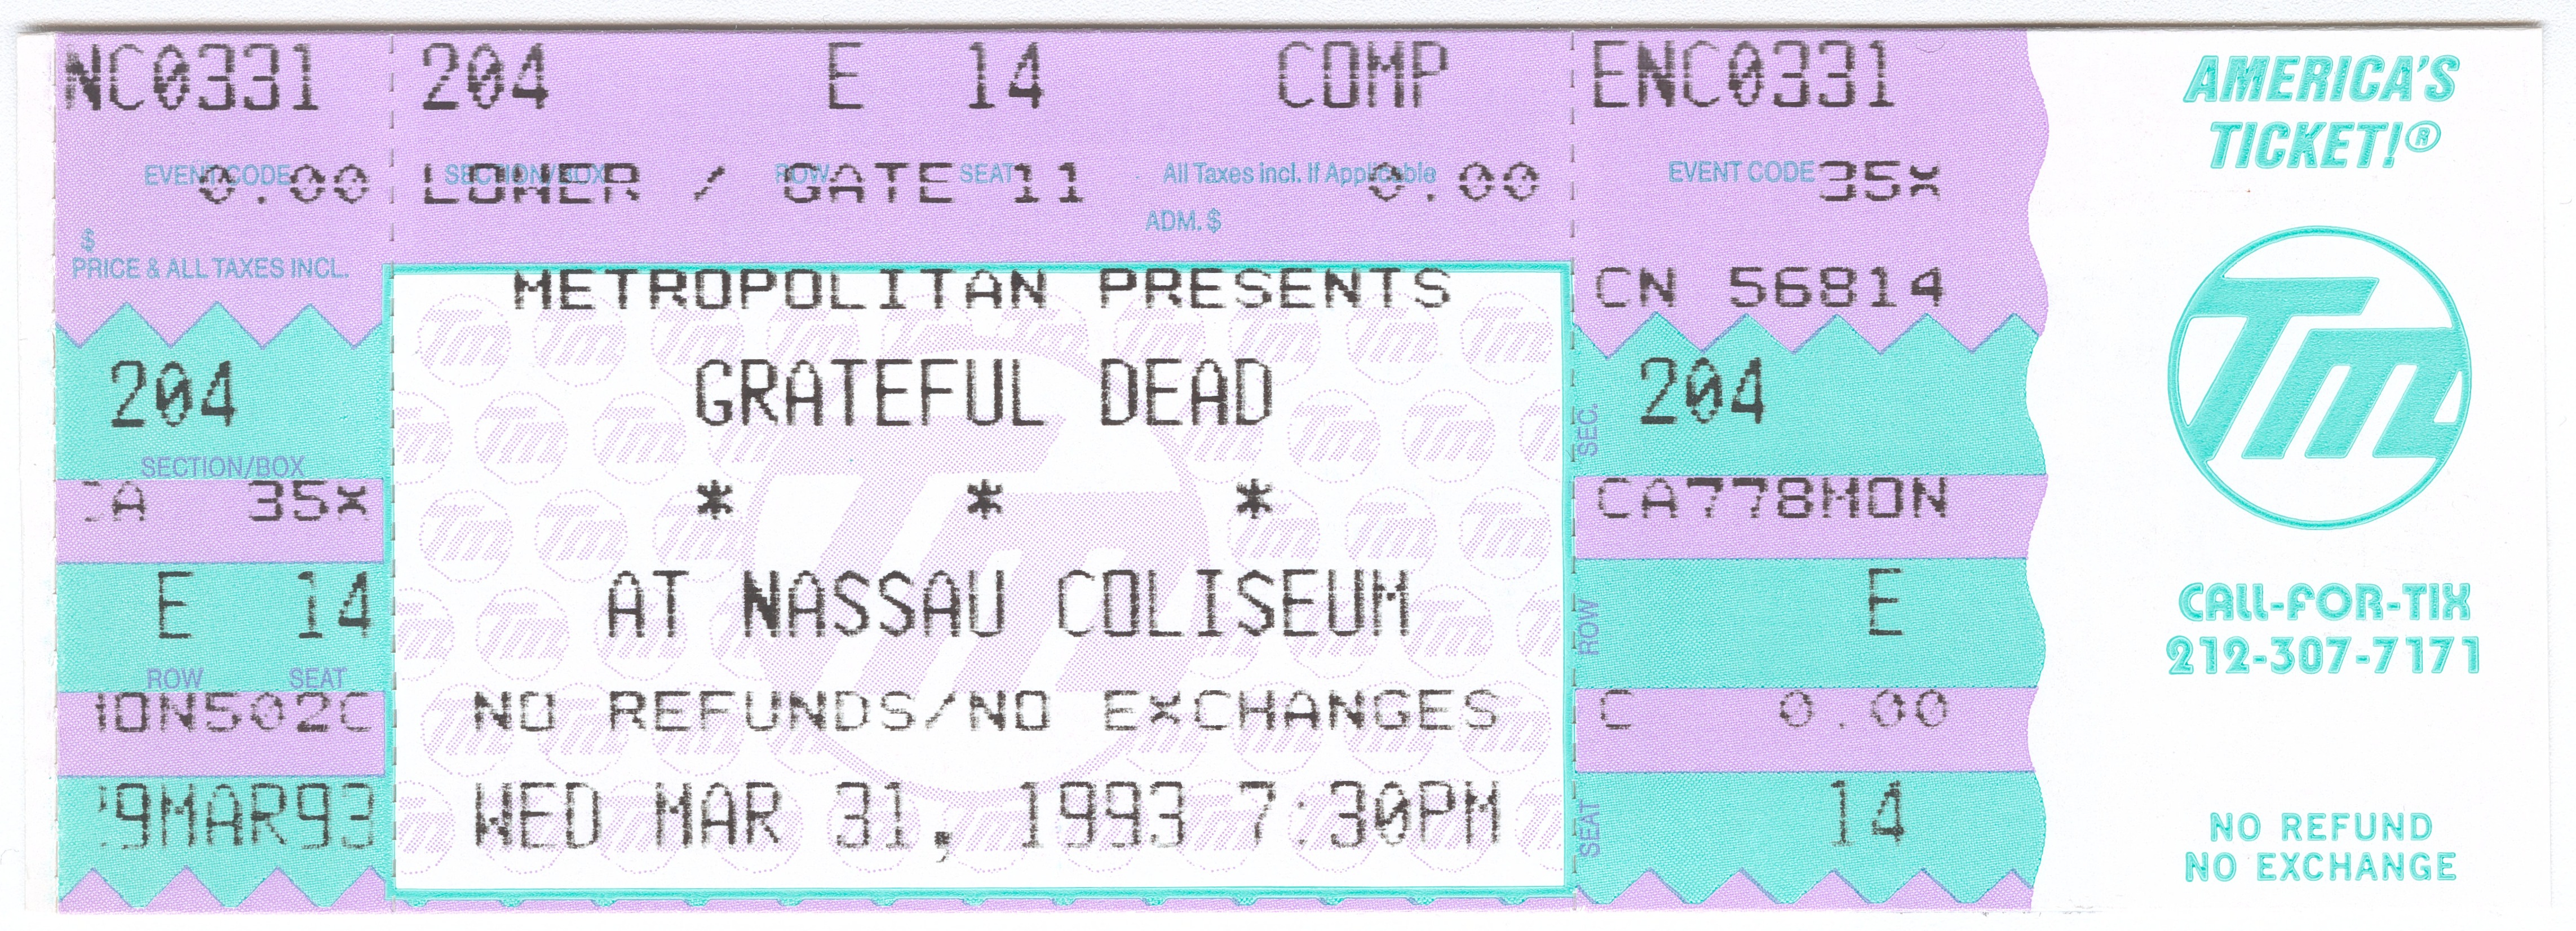 NC0331
EVENT CODE
0.00
$
PRICE & ALL TAXES INCL.
204
SECTION/BOX
CA 35X
E 14
ROW SEAT
502C
9MAR93
204 E 14 COMP
SECTION/BOX ROW SEAT All Taxes incl. If Applicable
LOWER / GATE 11 0.00
ADM. $
METROPOLITAN PRESENTS
GRATEFUL DEAD
* * *
AT NASSAU COLISEUM
NO REFUNDS/NO EXCHANGES
WED MAR 31, 1993 7:30PM
ENC0331
EVENT CODE 35X
CN 56814
SEC. 204
CA778MON
ROW E
C 0.00
SEAT 14
AMERICA'S
TICKET!®
Tm
CALL-FOR-TIX
212-307-7171
NO REFUND
NO EXCHANGE